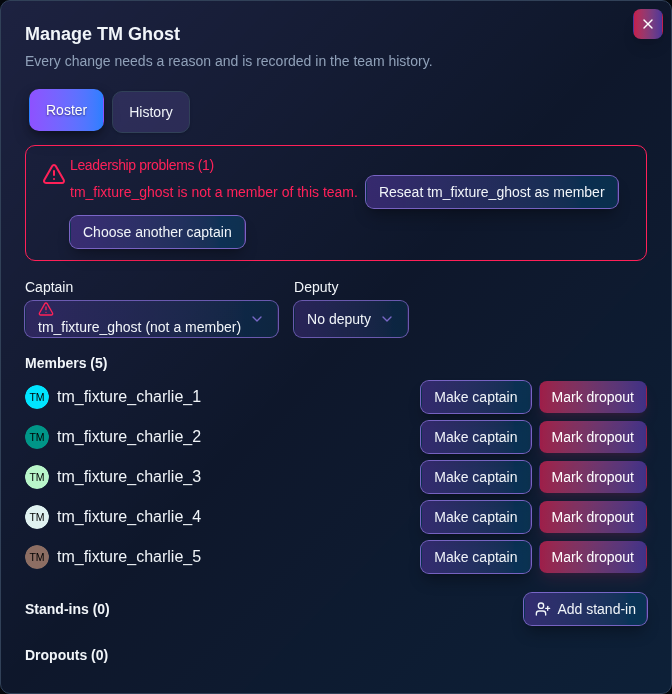 Manage TM Ghost
Every change needs a reason and is recorded in the team history.
Roster
History
Leadership problems (1)
tm_fixture_ghost is not a member of this team.
Reseat tm_fixture_ghost as member
Choose another captain
Captain
Deputy
tm_fixture_ghost (not a member)
No deputy
Members (5)
TM tm_fixture_charlie_1 Make captain Mark dropout
TM tm_fixture_charlie_2 Make captain Mark dropout
TM tm_fixture_charlie_3 Make captain Mark dropout
TM tm_fixture_charlie_4 Make captain Mark dropout
TM tm_fixture_charlie_5 Make captain Mark dropout
Stand-ins (0)
Add stand-in
Dropouts (0)